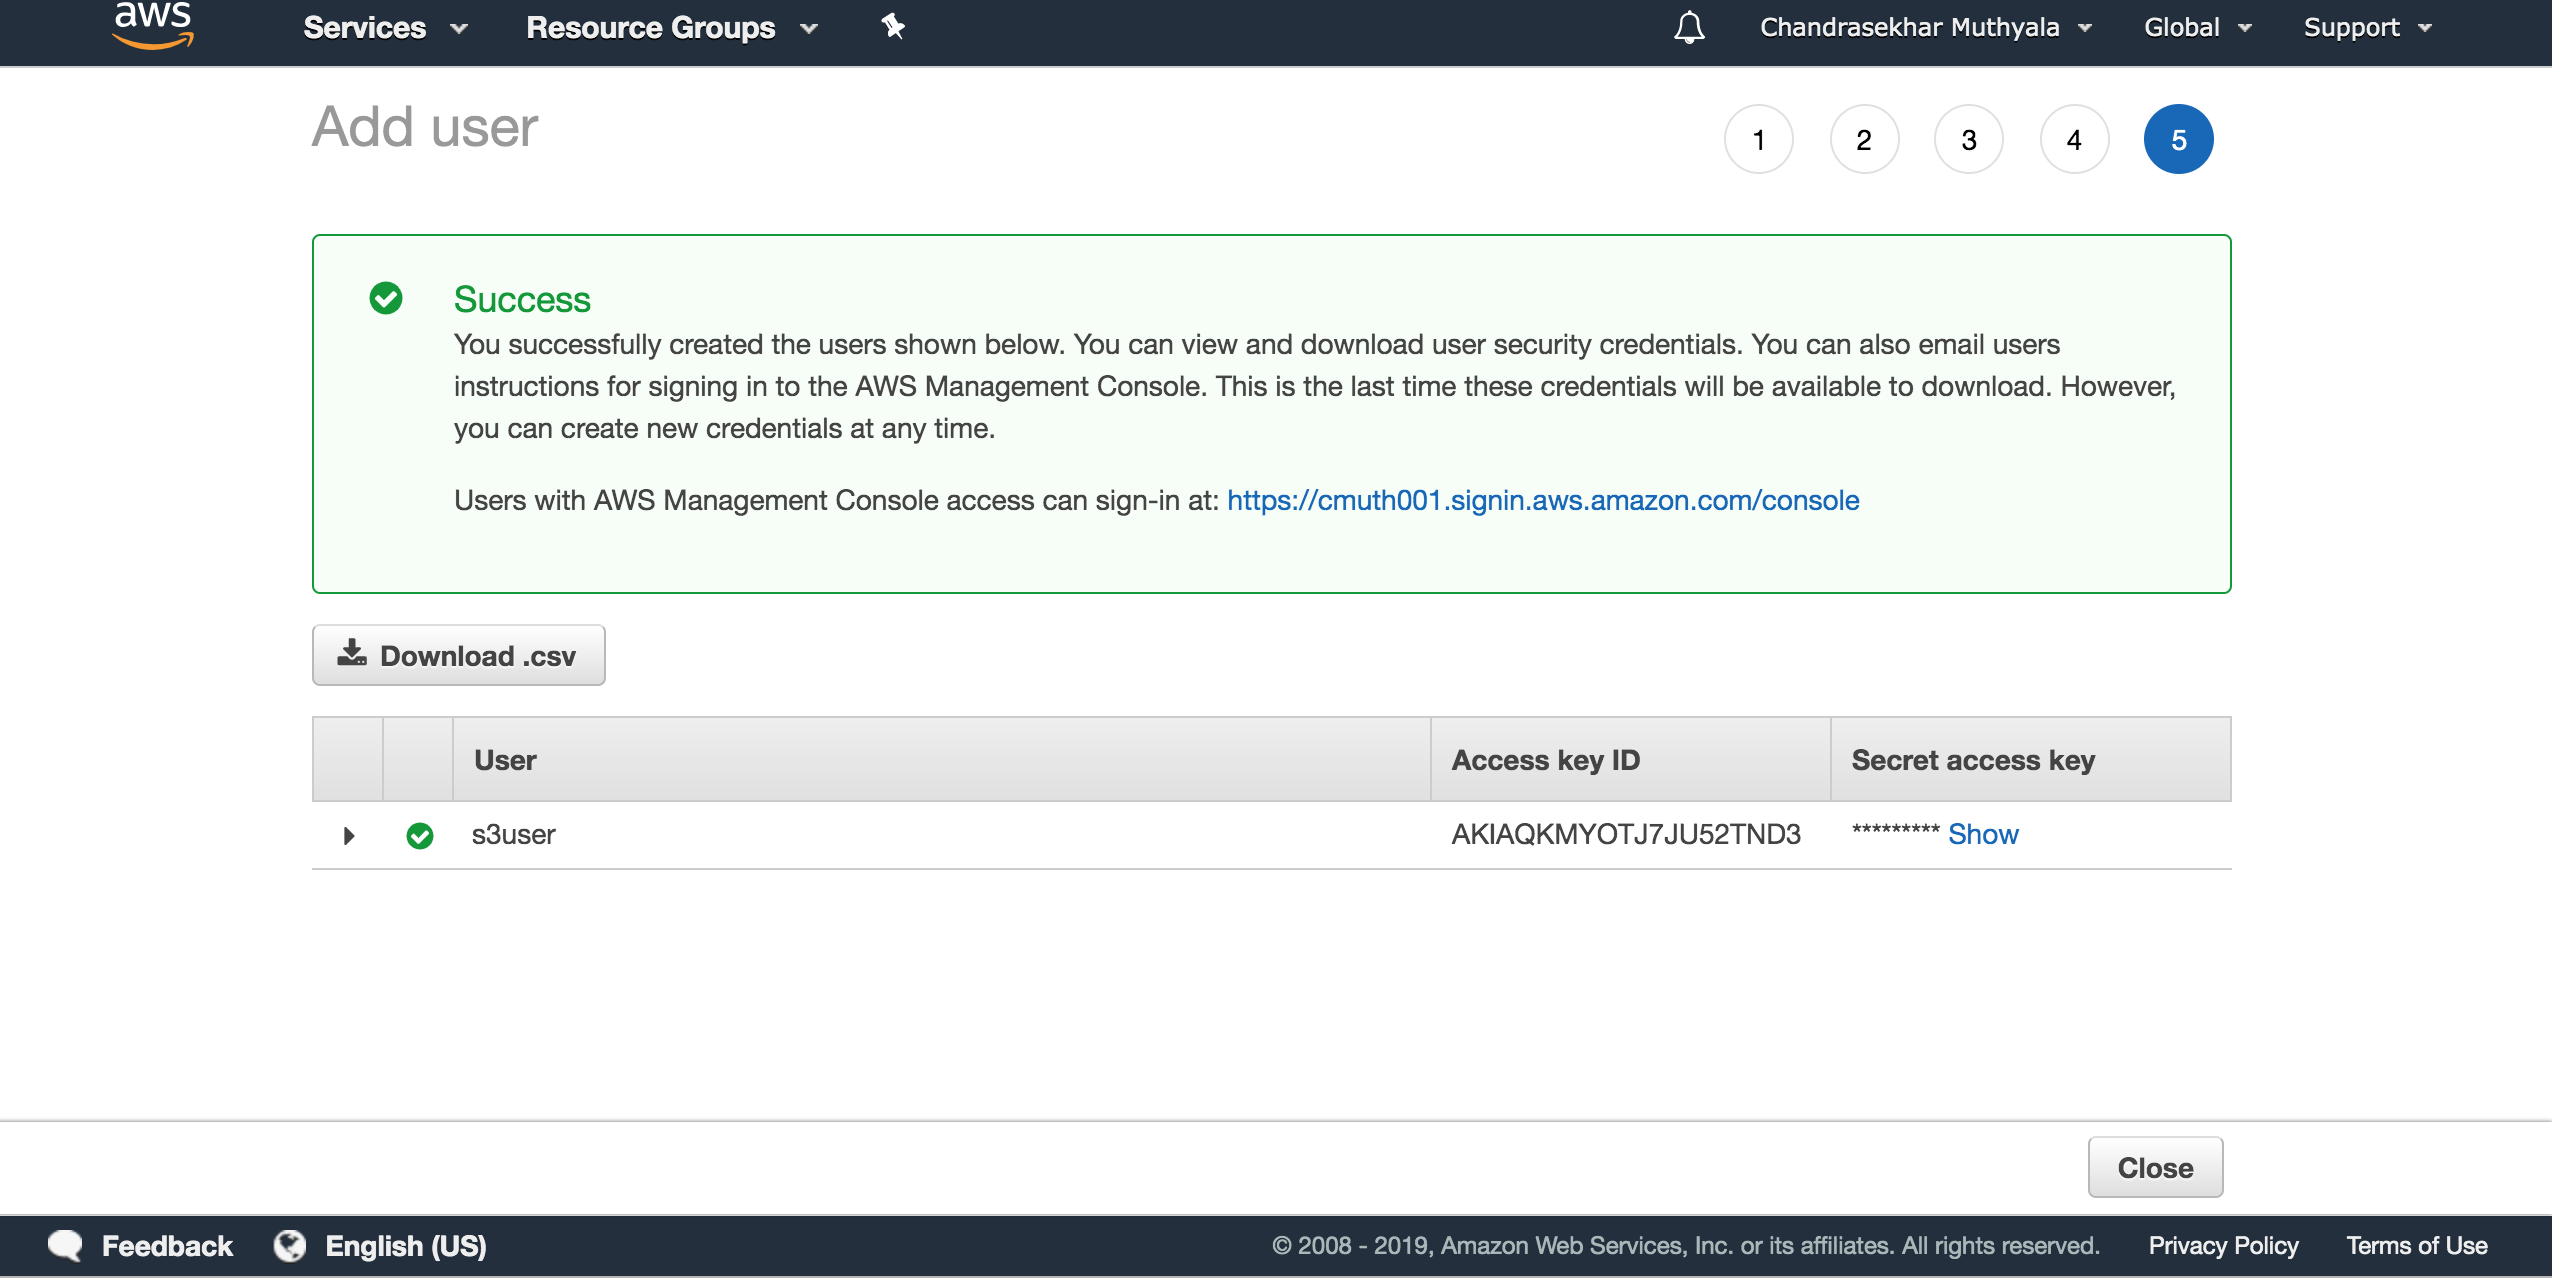 aws Services Resource Groups Chandrasekhar Muthyala Global Support
Add user
1 2 3 4 5
Success
You successfully created the users shown below. You can view and download user security credentials. You can also email users
instructions for signing in to the AWS Management Console. This is the last time these credentials will be available to download. However,
you can create new credentials at any time.
Users with AWS Management Console access can sign-in at: https://cmuth001.signin.aws.amazon.com/console
Download .csv
User Access key ID Secret access key
s3user AKIAQKMYOTJ7JU52TND3 ********* Show
Close
Feedback English (US) © 2008 - 2019, Amazon Web Services, Inc. or its affiliates. All rights reserved. Privacy Policy Terms of Use